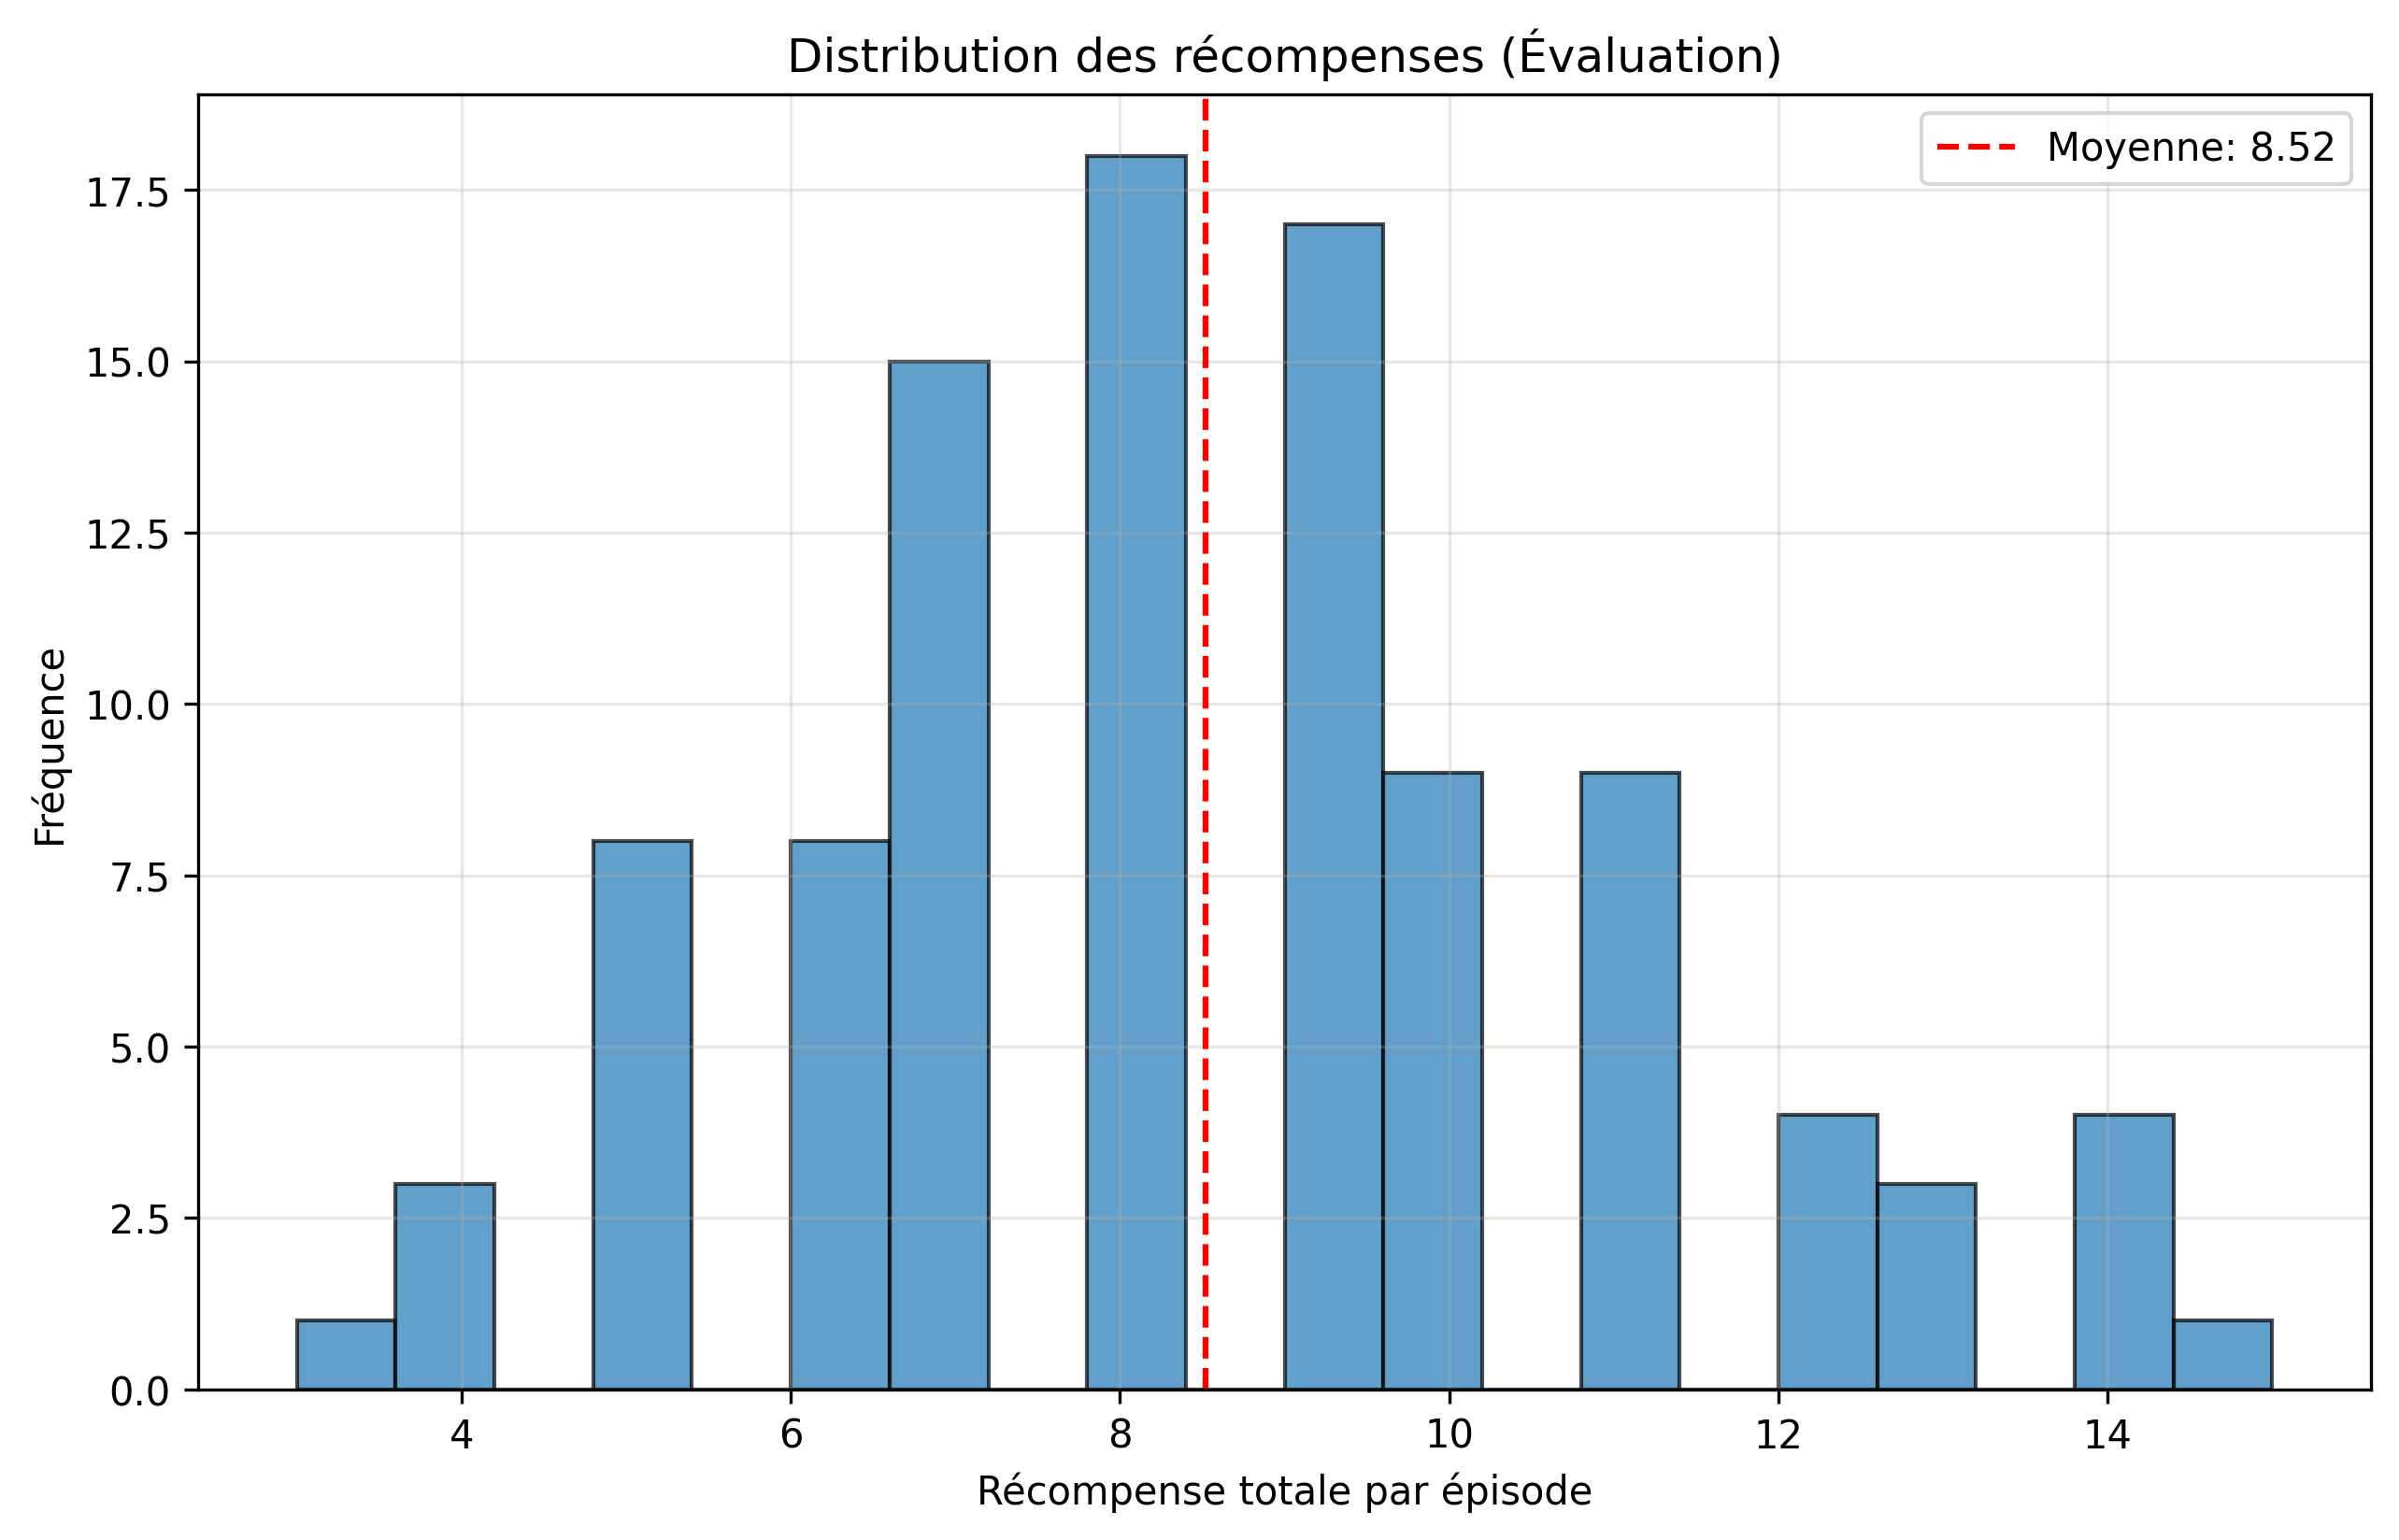 Distribution des récompenses (Évaluation)
Moyenne: 8.52
17.5
15.0
12.5
10.0
7.5
5.0
2.5
0.0
Fréquence
4 6 8 10 12 14
Récompense totale par épisode